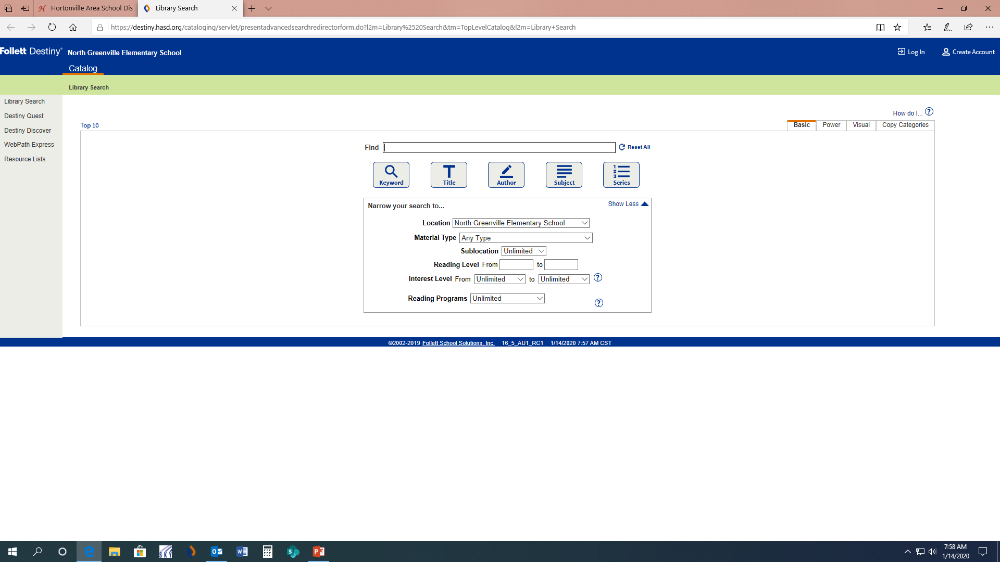 Hortonville Area School Dis
Library Search
https://destiny.hasd.org/cataloging/servlet/presentadvancedsearchredirectorform.do?l2m=Library%2520Search&tm=TopLevelCatalog&l2m=Library+Search
Follett Destiny® North Greenville Elementary School
Log In
Create Account
Catalog
Library Search
Library Search
Destiny Quest
Destiny Discover
WebPath Express
Resource Lists
How do I... ?
Top 10
Basic Power Visual Copy Categories
Find
Reset All
Keyword
Title
Author
Subject
1 2 3 Series
Narrow your search to...
Show Less
Location North Greenville Elementary School
Material Type Any Type
Sublocation Unlimited
Reading Level From to
Interest Level From Unlimited to Unlimited ?
Reading Programs Unlimited ?
©2002-2019 Follett School Solutions, Inc. 16_5_AU1_RC1 1/14/2020 7:57 AM CST
SKY
7:58 AM
1/14/2020